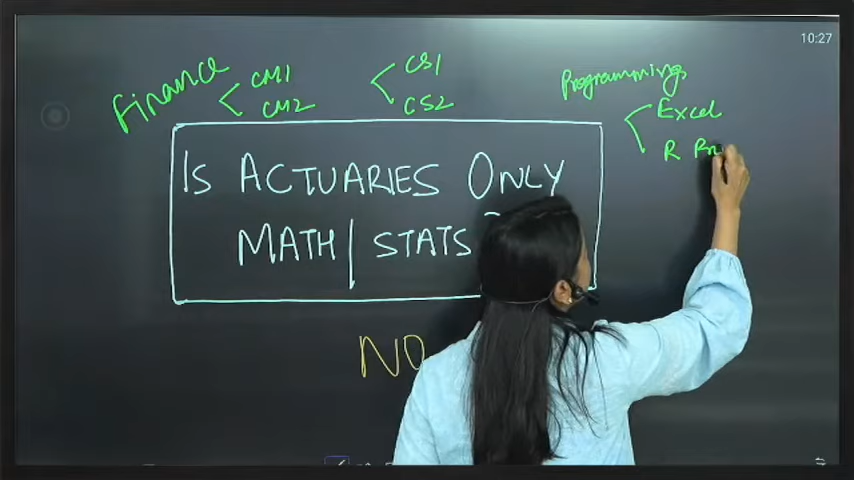 10:27
Finance
CM1
CM2
CS1
CS2
Programming
Excel
R
IS ACTUARIES ONLY
MATH | STATS
NO